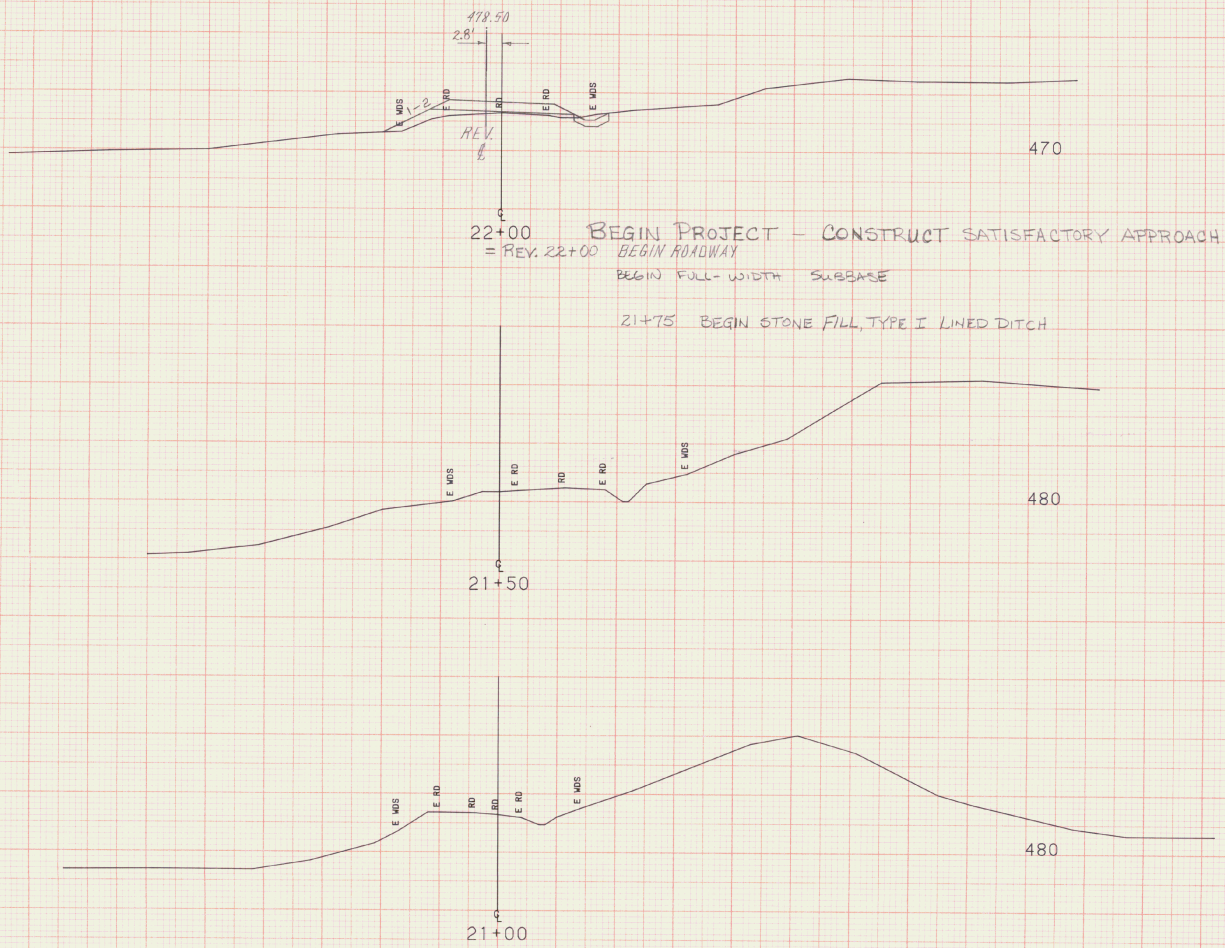 478.50
2.8'
E WDS
1-2
E RD
RD
E RD
E WDS
REV.
℄
470
℄
22+00 BEGIN PROJECT - CONSTRUCT SATISFACTORY APPROACH
= REV. 22+00 BEGIN ROADWAY
BEGIN FULL-WIDTH SUBBASE
21+75 BEGIN STONE FILL, TYPE I LINED DITCH
E WDS
E RD
RD
E RD
E WDS
480
℄
21+50
E WDS
E RD
RD
RD
E RD
E WDS
480
℄
21+00